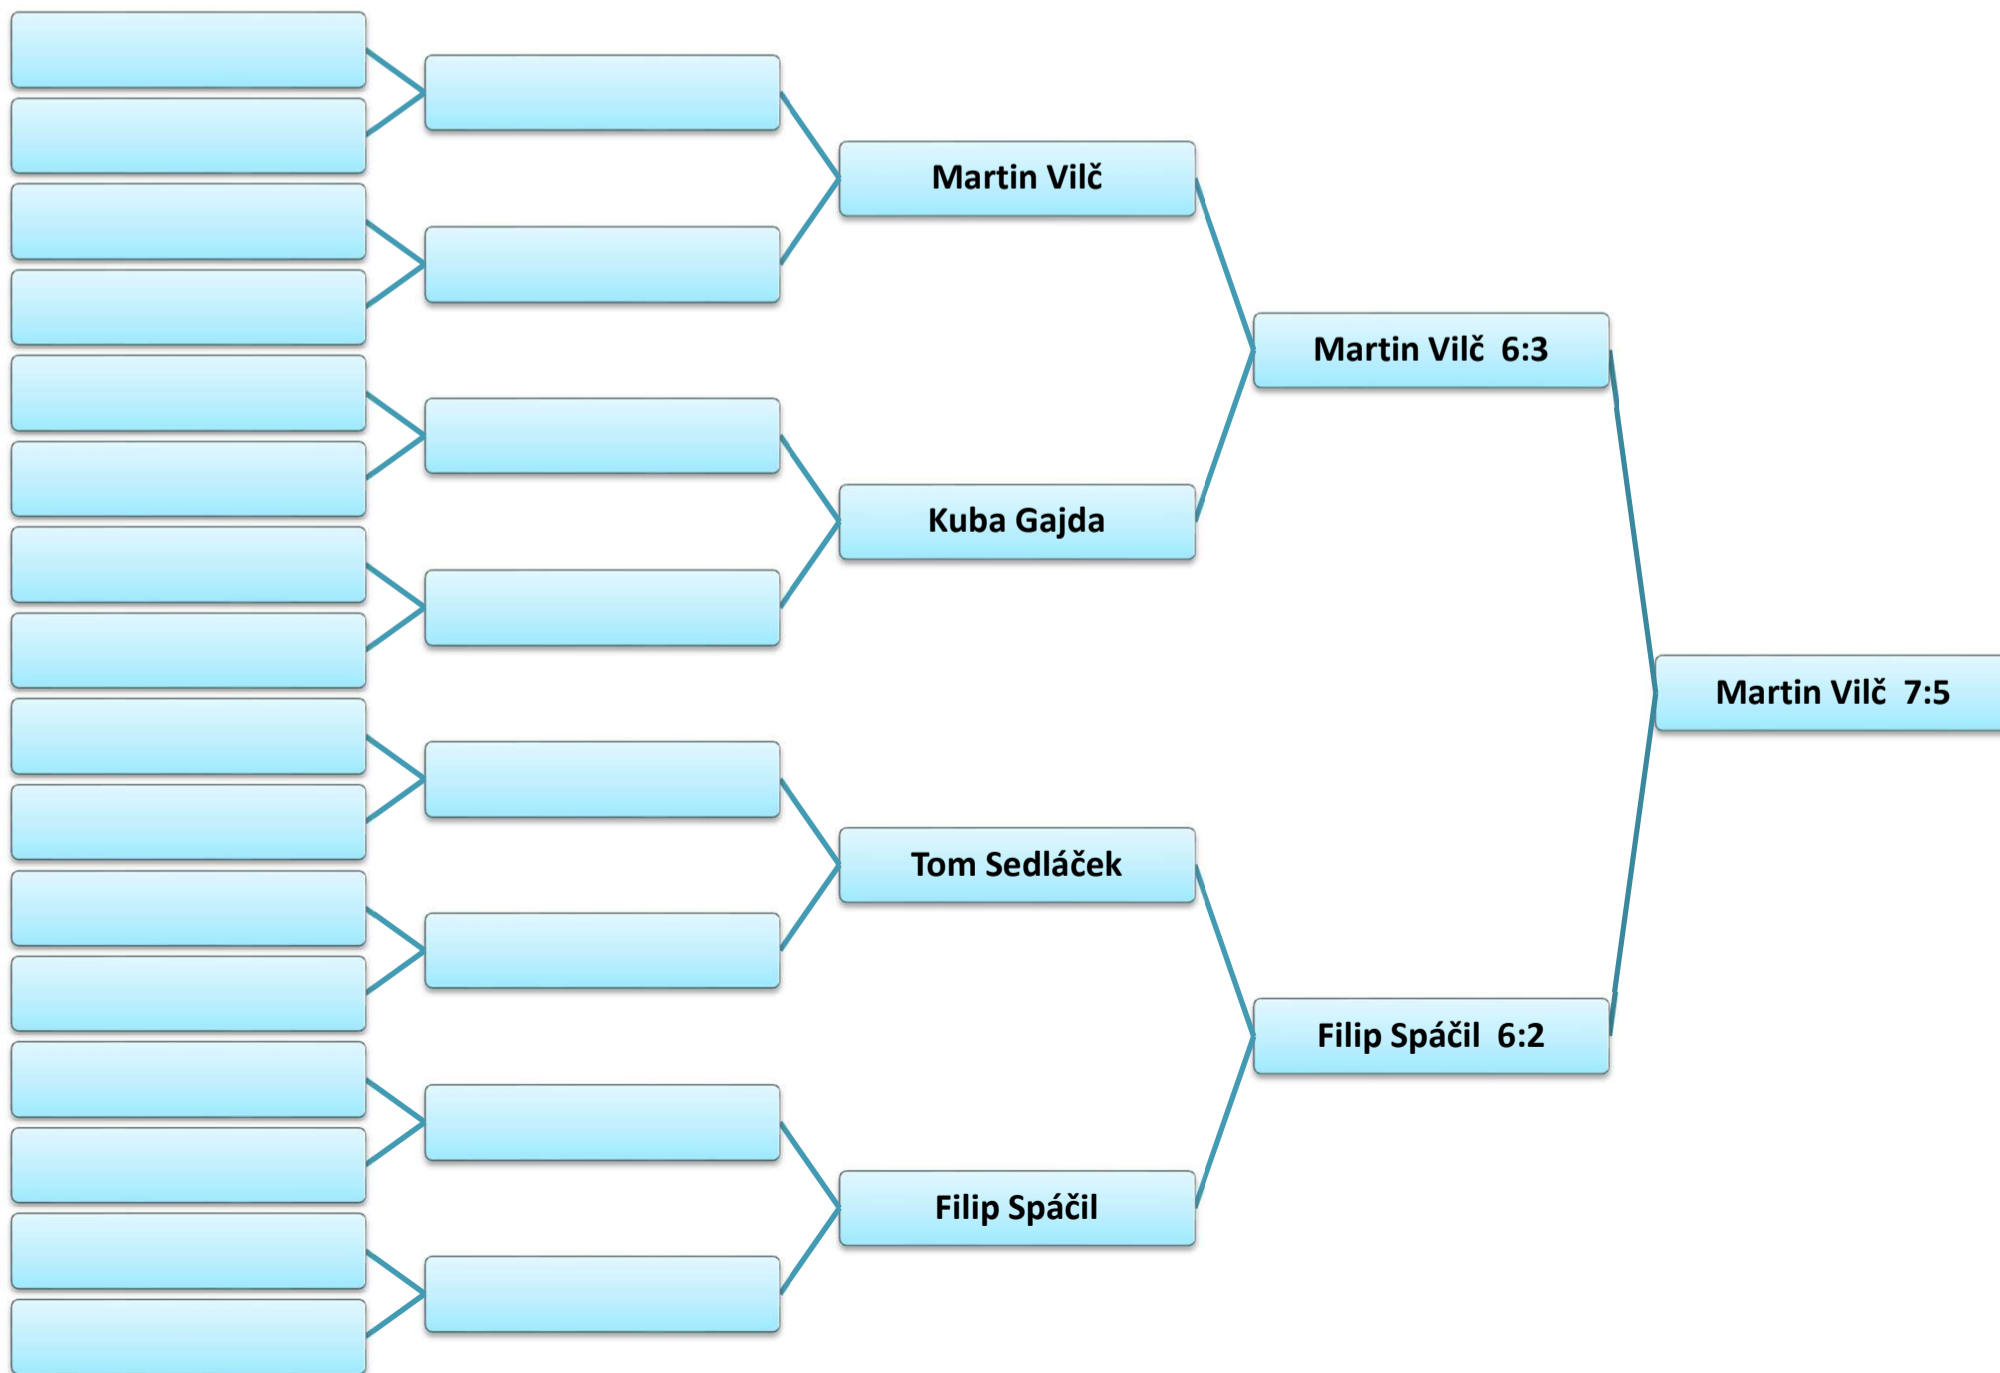 Martin Vilč
Martin Vilč  6:3
Kuba Gajda
Martin Vilč  7:5
Tom Sedláček
Filip Spáčil  6:2
Filip Spáčil